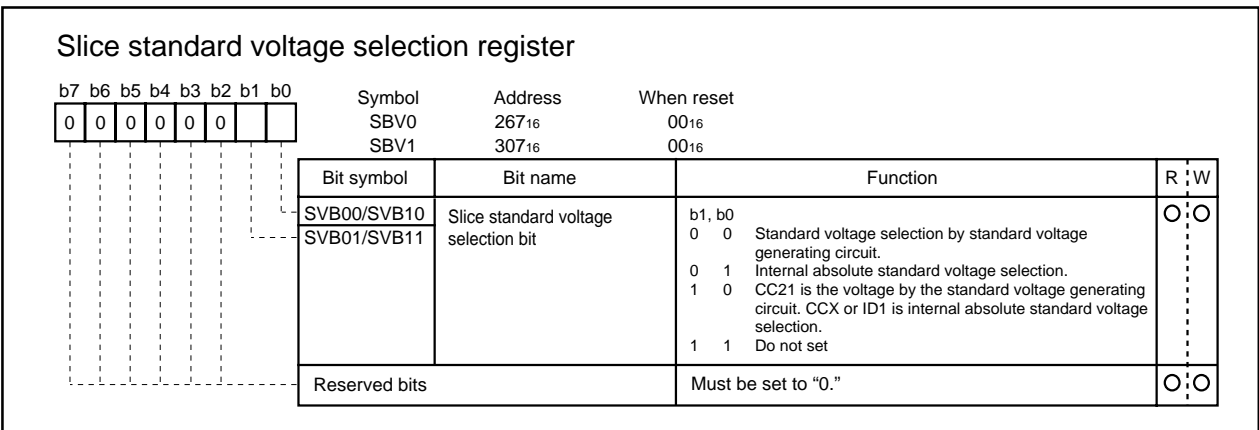 Slice standard voltage selection register
b7 b6 b5 b4 b3 b2 b1 b0
0 0 0 0 0 0
Symbol Address When reset
SBV0 26716 0016
SBV1 30716 0016
Bit symbol Bit name Function R W
SVB00/SVB10 Slice standard voltage b1, b0
SVB01/SVB11 selection bit
0 0 Standard voltage selection by standard voltage
generating circuit.
0 1 Internal absolute standard voltage selection.
1 0 CC21 is the voltage by the standard voltage generating
circuit. CCX or ID1 is internal absolute standard voltage
selection.
1 1 Do not set
Reserved bits Must be set to “0.”